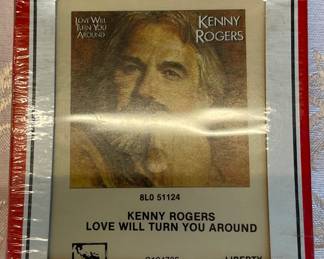 LOVE WILL
TURN YOU
AROUND
KENNY
ROGERS
8L0 51124
KENNY ROGERS
LOVE WILL TURN YOU AROUND
LIBERTY